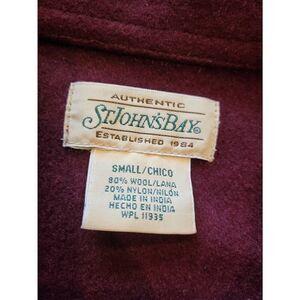 AUTHENTIC
ST JOHN'S BAY®
ESTABLISHED 1984
SMALL/CHICO
80% WOOL/LANA
20% NYLON/NILÓN
MADE IN INDIA
HECHO EN INDIA
WPL 11935